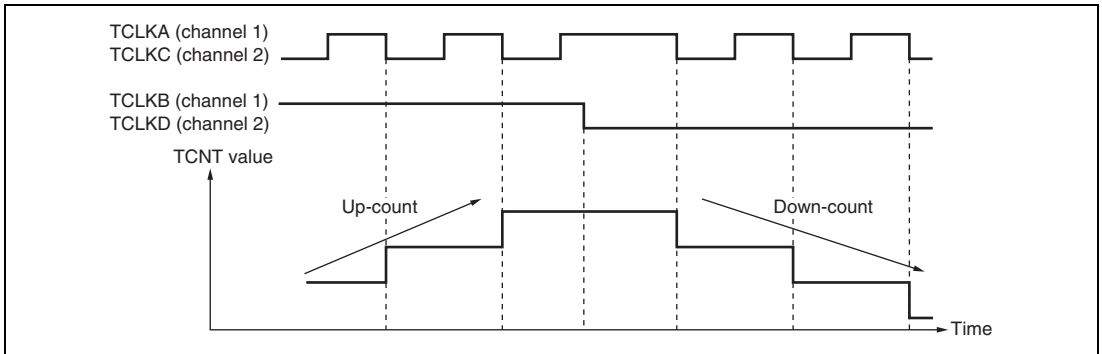 TCLKA (channel 1)
TCLKC (channel 2)
TCLKB (channel 1)
TCLKD (channel 2)
TCNT value
Up-count
Down-count
Time